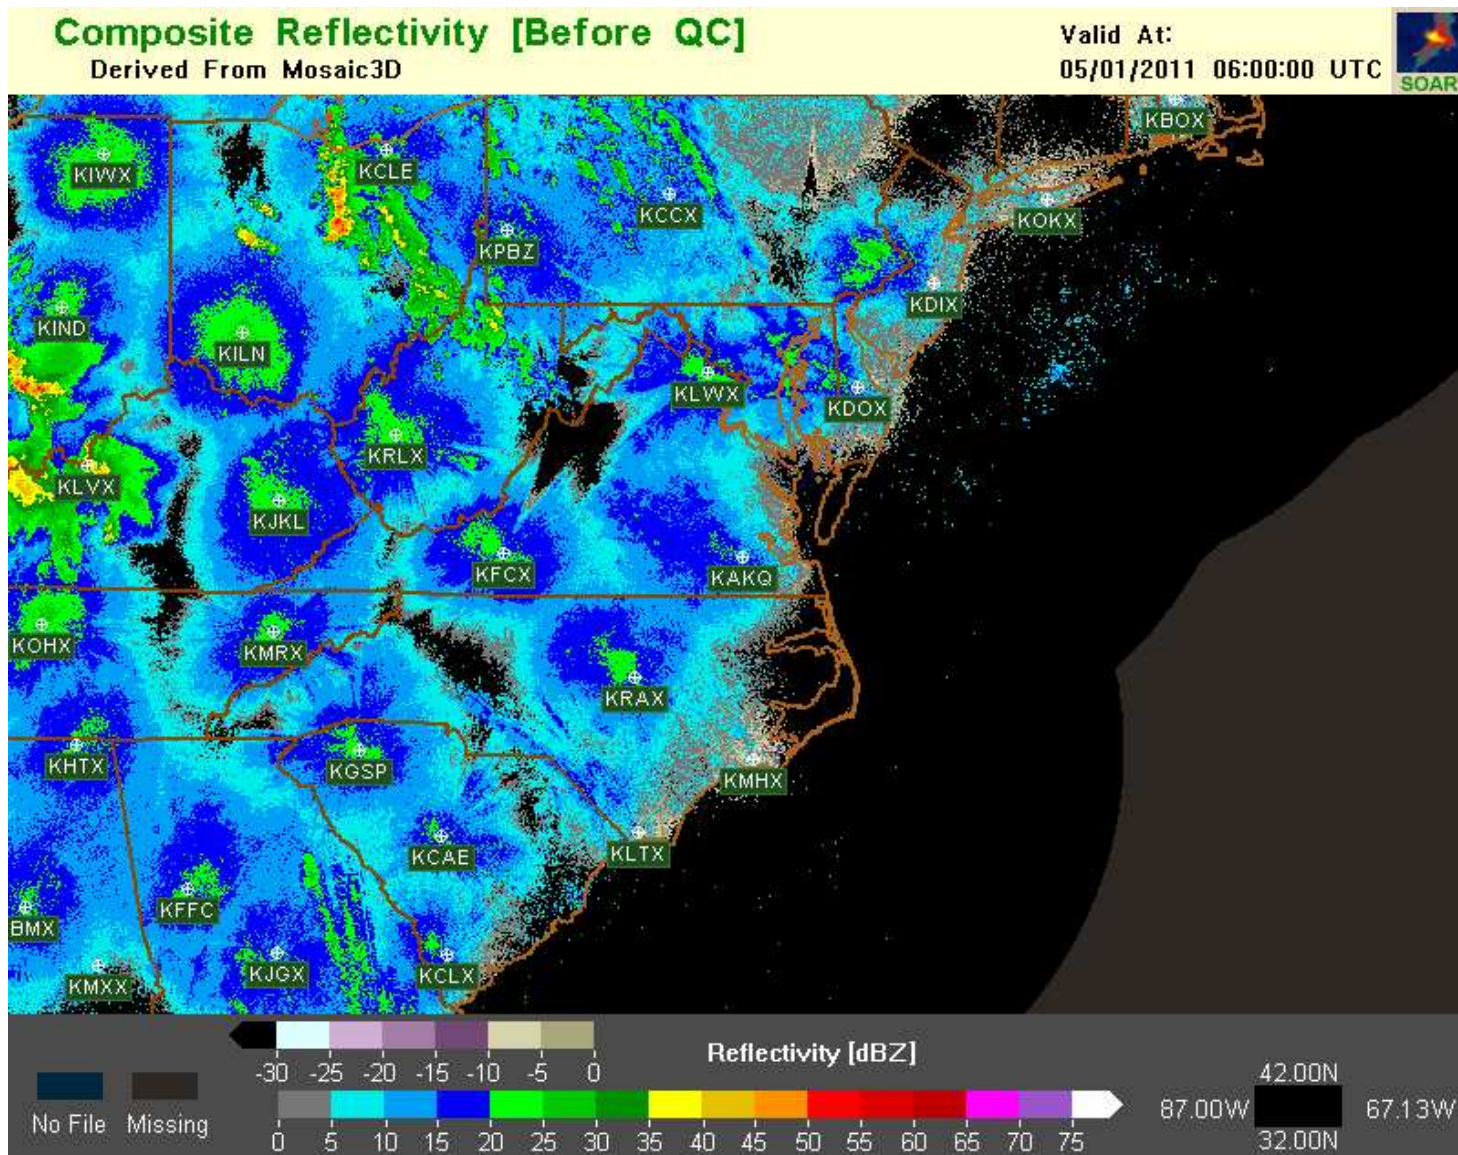 Composite Reflectivity [Before QC]
Derived From Mosaic3D
Valid At:
05/01/2011 06:00:00 UTC
SOAR
KBOX
KIWX
KCLE
KCCX
KOKX
KPBZ
KDIX
KIND
KILN
KLWX
KDOX
KRLX
KLVX
KJKL
KFCX
KAKQ
KOHX
KMRX
KRAX
KHTX
KGSP
KMHX
KCAE
KLTX
KFFC
BMX
KJGX
KCLX
KMXX
-30 -25 -20 -15 -10 -5 0
Reflectivity [dBZ]
No File Missing
0 5 10 15 20 25 30 35 40 45 50 55 60 65 70 75
42.00N
87.00W 67.13W
32.00N